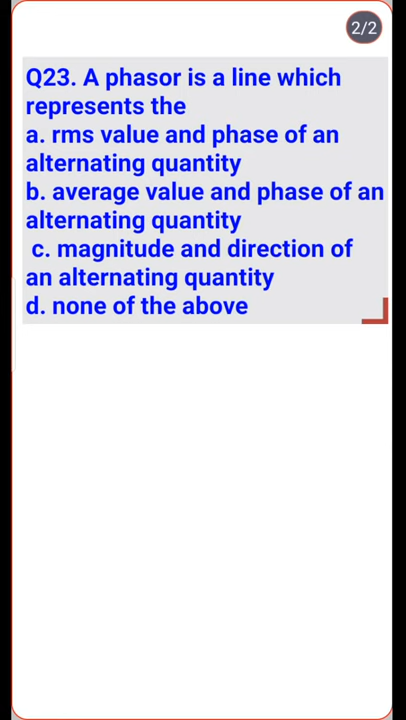 2/2
Q23. A phasor is a line which
represents the
a. rms value and phase of an
alternating quantity
b. average value and phase of an
alternating quantity
c. magnitude and direction of
an alternating quantity
d. none of the above